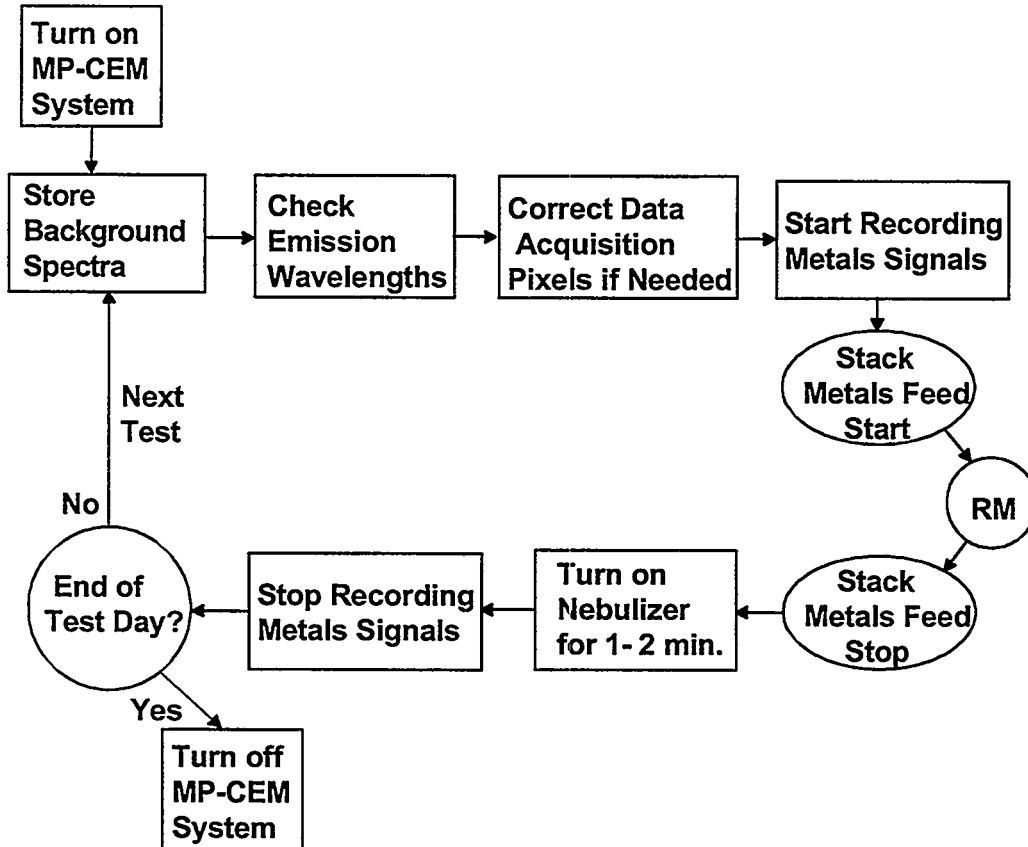 Turn on
MP-CEM
System
Store
Background
Spectra
Check
Emission
Wavelengths
Correct Data
Acquisition
Pixels if Needed
Start Recording
Metals Signals
Stack
Metals Feed
Start
RM
Stack
Metals Feed
Stop
Turn on
Nebulizer
for 1- 2 min.
Stop Recording
Metals Signals
End of
Test Day?
No
Next
Test
Yes
Turn off
MP-CEM
System